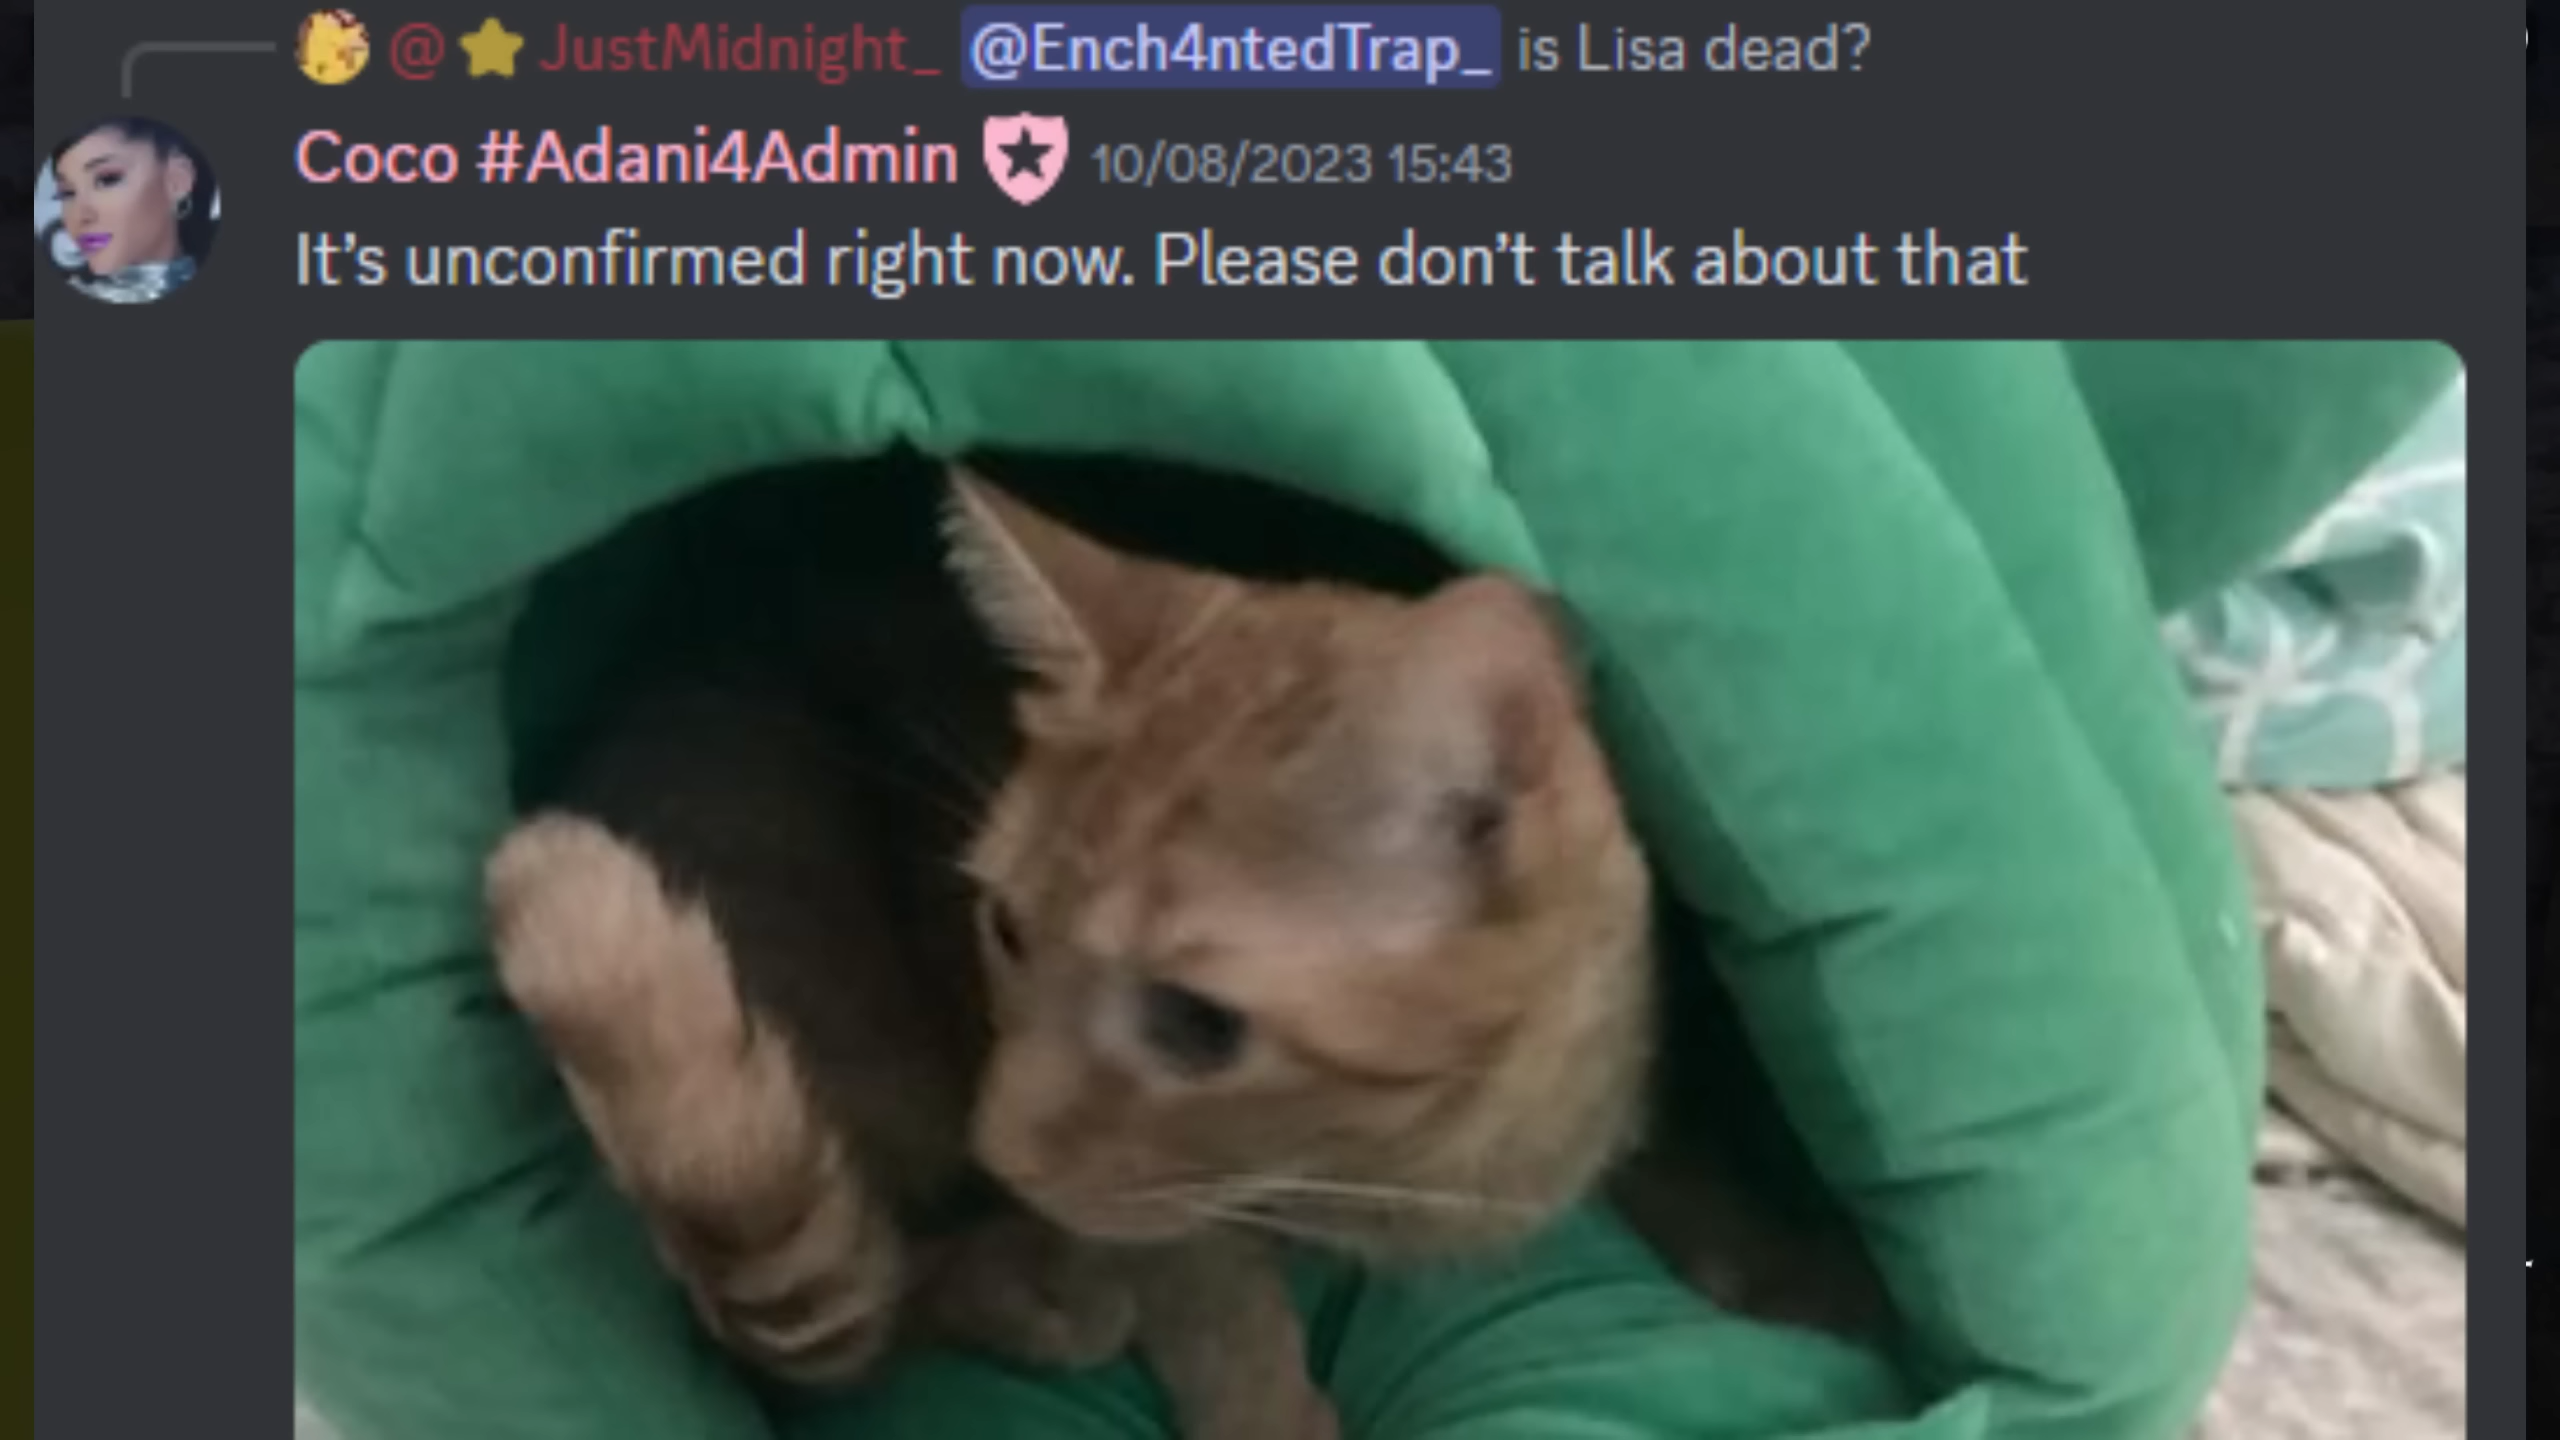 @⭐JustMidnight_ @Ench4ntedTrap_ is Lisa dead?
Coco #Adani4Admin 10/08/2023 15:43
It's unconfirmed right now. Please don't talk about that